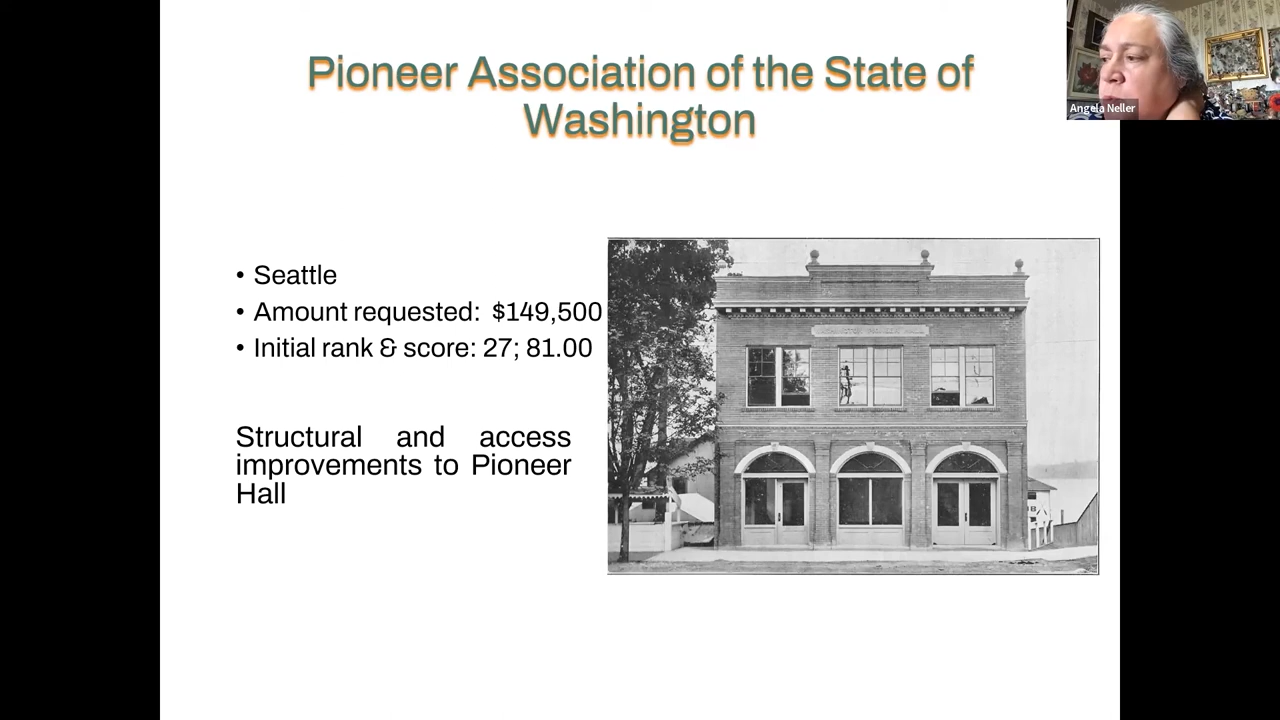 Pioneer Association of the State of
Washington
Angela Neller
• Seattle
• Amount requested:  $149,500
• Initial rank & score: 27; 81.00
Structural and access
improvements to Pioneer
Hall